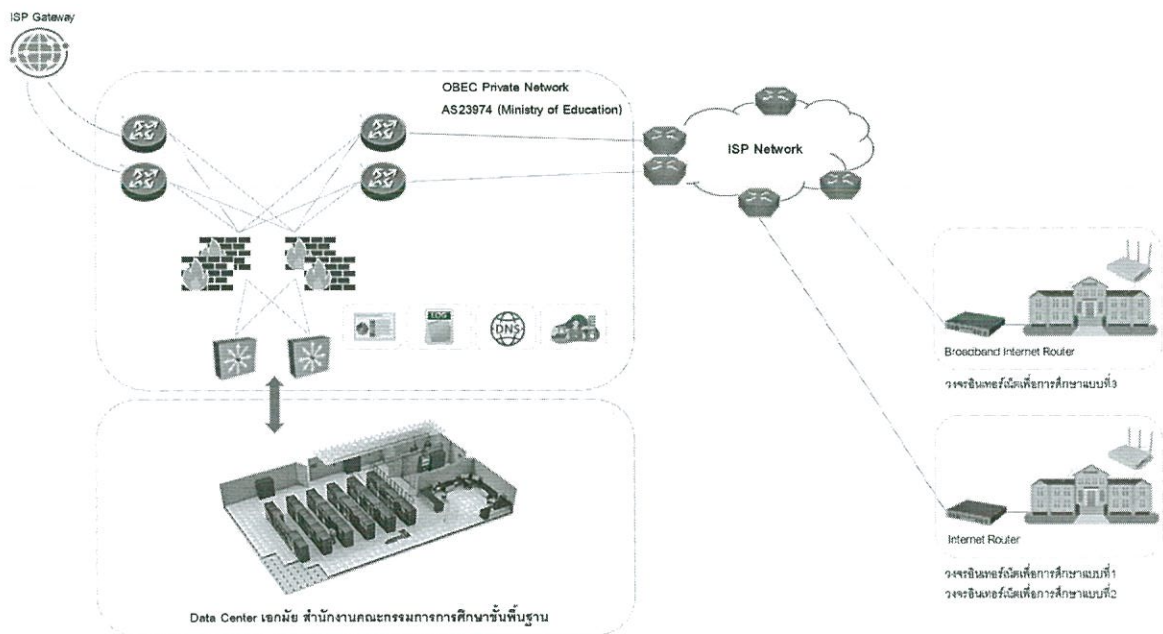 ISP Gateway
OBEC Private Network
AS23974 (Ministry of Education)
ISP Network
LOG
DNS
Broadband Internet Router
วงจรอินเทอร์เน็ตเพื่อการศึกษาแบบที่3
Internet Router
วงจรอินเทอร์เน็ตเพื่อการศึกษาแบบที่1
วงจรอินเทอร์เน็ตเพื่อการศึกษาแบบที่2
Data Center เอกมัย สำนักงานคณะกรรมการการศึกษาขั้นพื้นฐาน